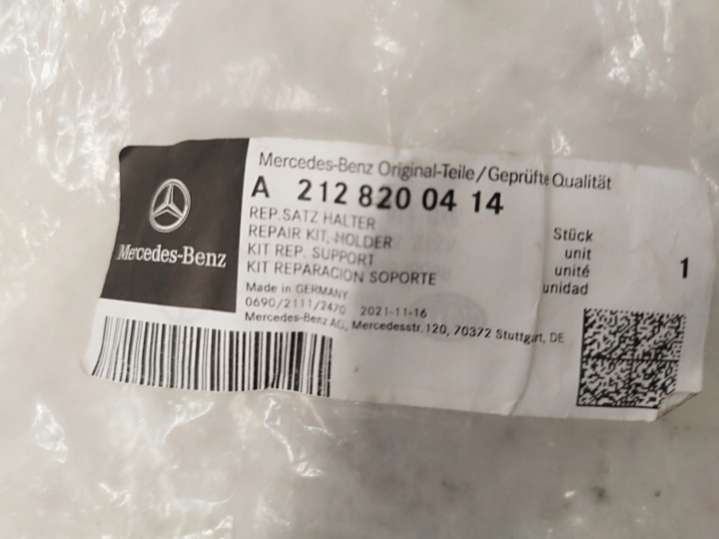 Mercedes-Benz Original-Teile/Geprüfte Qualität
A 212 820 04 14
REP.SATZ HALTER
REPAIR KIT, HOLDER
KIT REP. SUPPORT
KIT REPARACION SOPORTE
Stück
unit
unité
unidad
1
Made in GERMANY
0690/2111/2470 2021-11-16
Mercedes-Benz AG, Mercedesstr.120, 70372 Stuttgart, DE
Mercedes-Benz